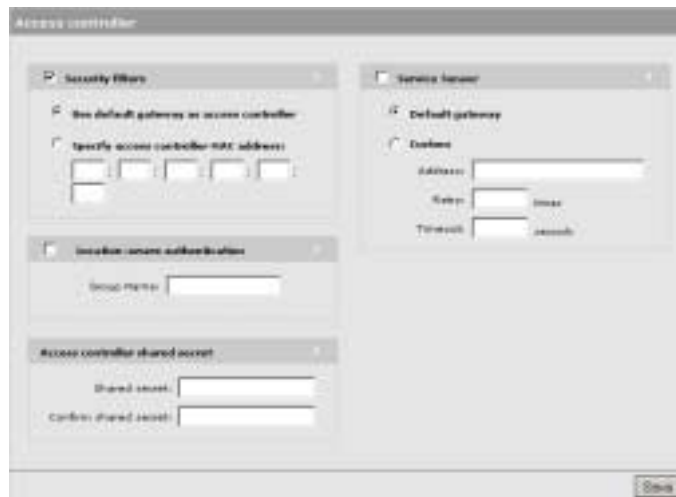 Access controller
Security filters
Use default gateway as access controller
Specify access controller MAC address:
: : : : :
Location-aware authentication
Group Name:
Access controller shared secret
Shared secret:
Confirm shared secret:
Service Sensor
Default gateway
Custom
Address:
Retry: times
Timeout: seconds
Save